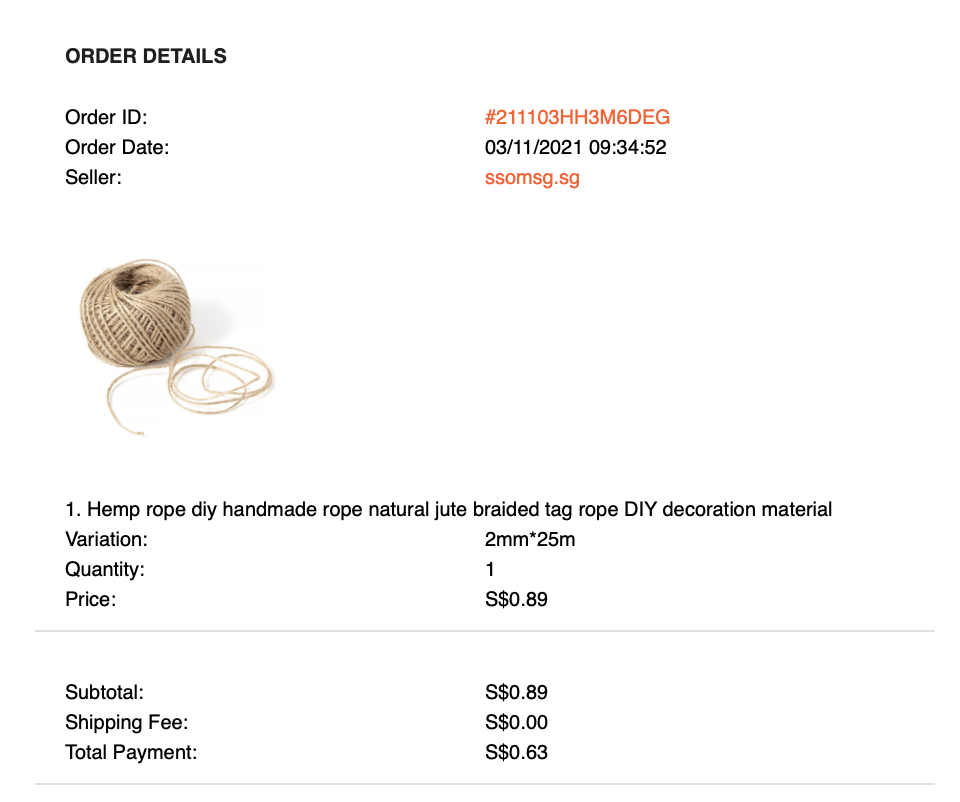 ORDER DETAILS
Order ID: #211103HH3M6DEG
Order Date: 03/11/2021 09:34:52
Seller: ssomsg.sg
1. Hemp rope diy handmade rope natural jute braided tag rope DIY decoration material
Variation: 2mm*25m
Quantity: 1
Price: S$0.89
Subtotal: S$0.89
Shipping Fee: S$0.00
Total Payment: S$0.63